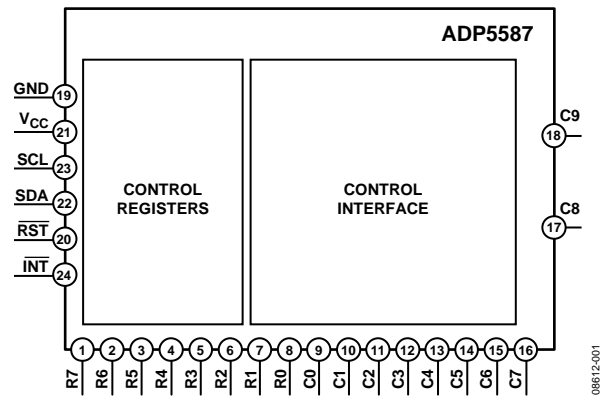 ADP5587
GND
19
VCC
21
SCL
23
SDA
22
RST
20
INT
24
CONTROL
REGISTERS
CONTROL
INTERFACE
C9
18
C8
17
1 2 3 4 5 6 7 8 9 10 11 12 13 14 15 16
R7 R6 R5 R4 R3 R2 R1 R0 C0 C1 C2 C3 C4 C5 C6 C7
08612-001